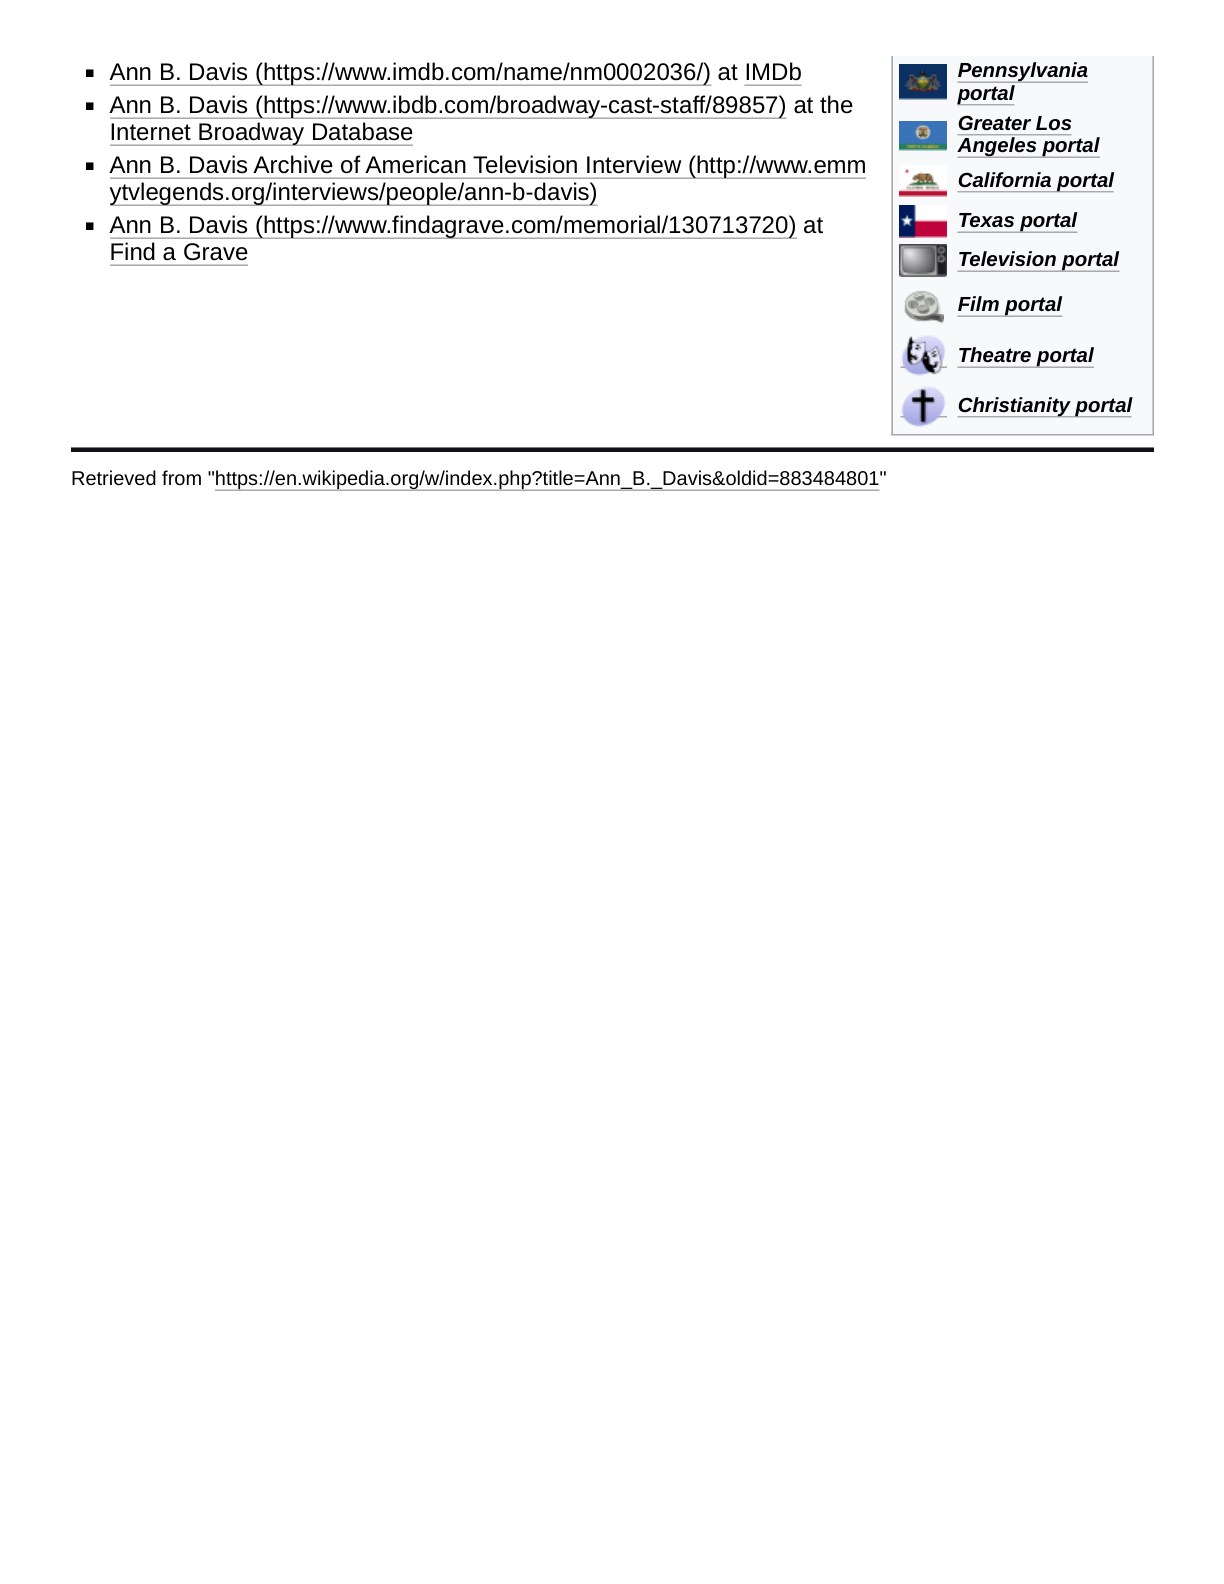 Ann B. Davis (https://www.imdb.com/name/nm0002036/) at IMDb
Ann B. Davis (https://www.ibdb.com/broadway-cast-staff/89857) at the
Internet Broadway Database
Ann B. Davis Archive of American Television Interview (http://www.emm
ytvlegends.org/interviews/people/ann-b-davis)
Ann B. Davis (https://www.findagrave.com/memorial/130713720) at
Find a Grave
Pennsylvania
portal
Greater Los
Angeles portal
California portal
Texas portal
Television portal
Film portal
Theatre portal
Christianity portal
Retrieved from "https://en.wikipedia.org/w/index.php?title=Ann_B._Davis&oldid=883484801"